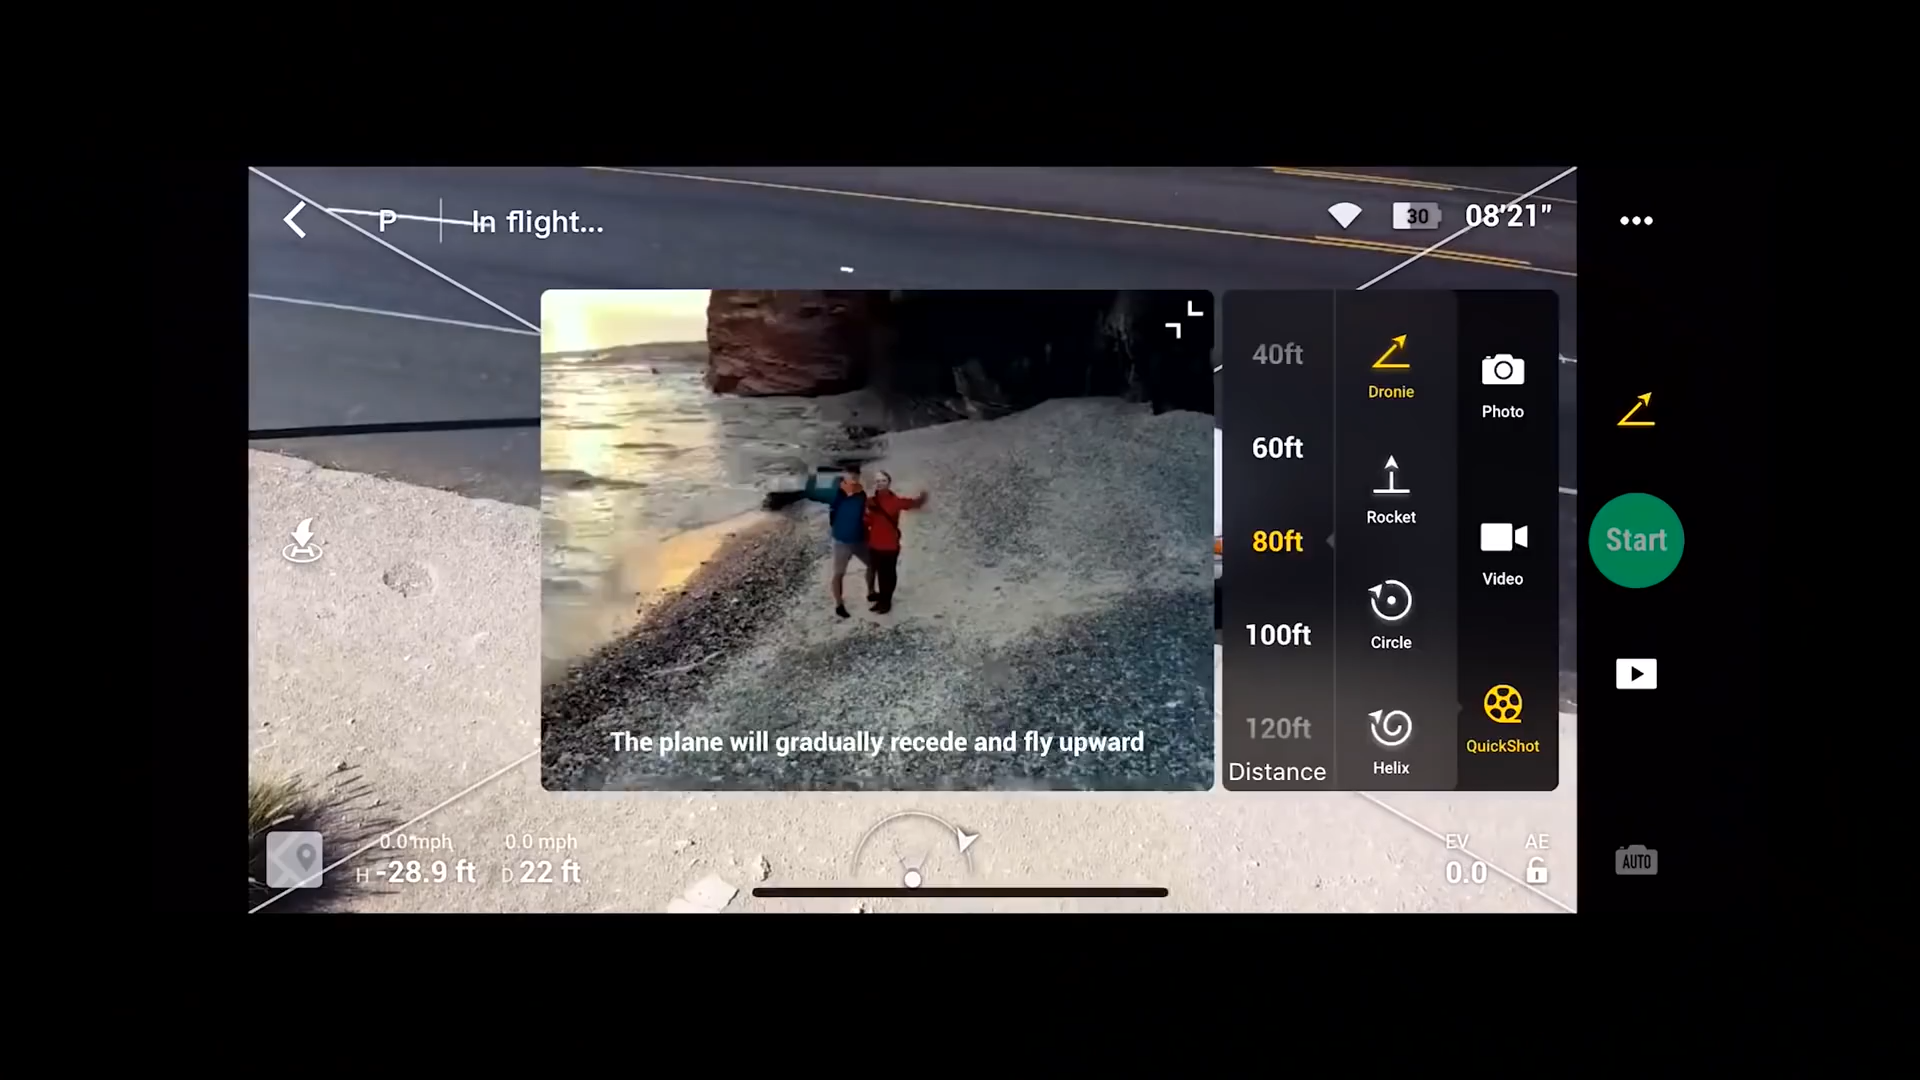 P In flight... 30 08'21"
40ft
60ft
80ft
100ft
120ft
Distance
Dronie
Rocket
Circle
Helix
Photo
Video
QuickShot
Start
The plane will gradually recede and fly upward
0.0 mph 0.0 mph
H -28.9 ft D 22 ft
EV AE
0.0
AUTO